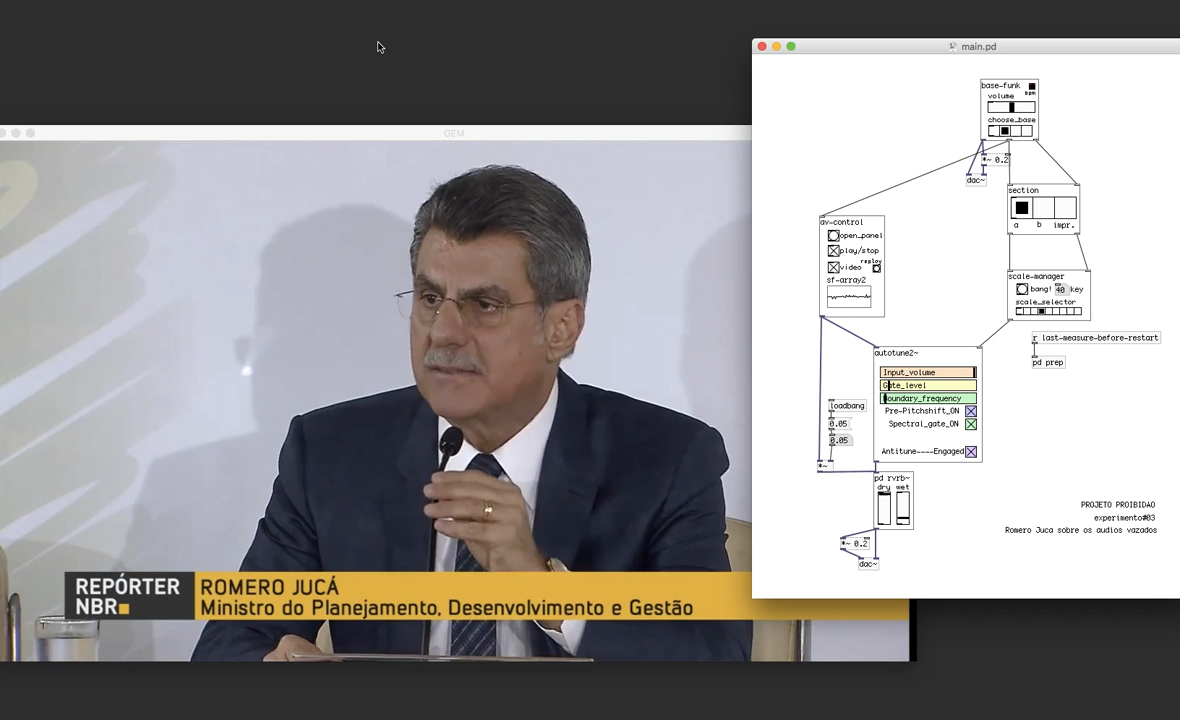 GEM
REPÓRTER
NBR
ROMERO JUCÁ
Ministro do Planejamento, Desenvolvimento e Gestão
main.pd
base-funk
bpm
volume
choose_base
*~ 0.2
dac~
section
a b impr.
av-control
open_panel
play/stop
replay
video
sf-array2
scale-manager
bang! 40 key
scale_selector
r last-measure-before-restart
pd prep
autotune2~
Input_volume
Gate_level
Boundary_frequency
Pre-Pitchshift_ON
Spectral_gate_ON
Antitune----Engaged
loadbang
0.05
0.05
*~
pd rvrb~
dry wet
*~ 0.2
dac~
PROJETO PROIBIDAO
experimento#03
Romero Juca sobre os audios vazados